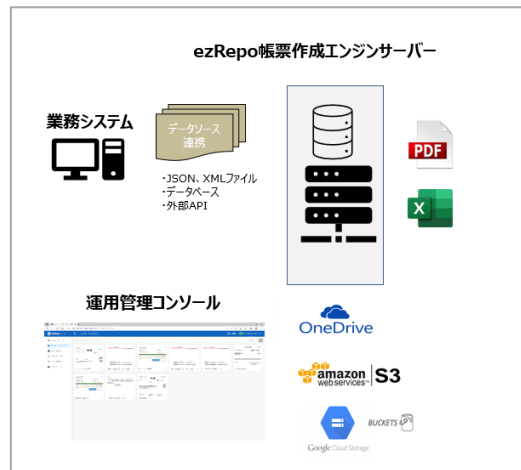 ezRepo帳票作成エンジンサーバー
業務システム
データソース
連携
・JSON、XMLファイル
・データベース
・外部API
PDF
X
運用管理コンソール
OneDrive
amazon
webservices™
S3
BUCKETS
Google Cloud Storage